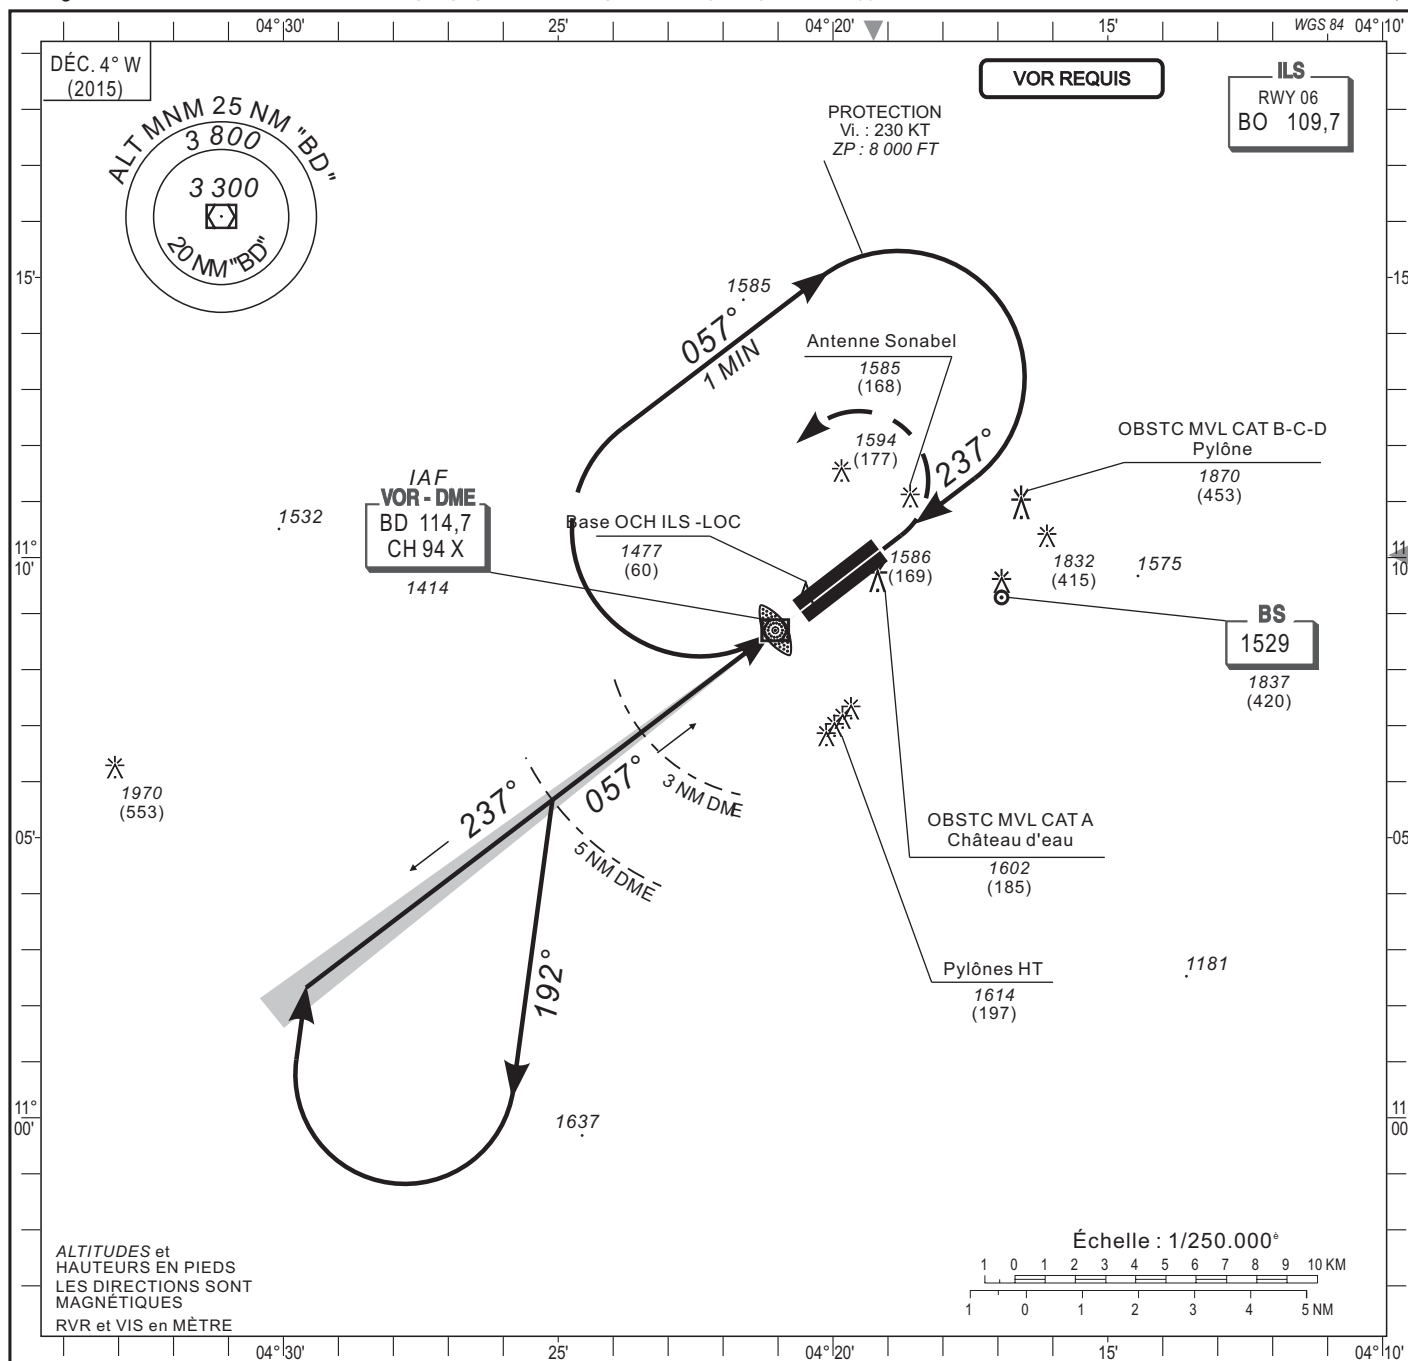 04°30'
25'
04°20'
15'
WGS 84
04°10'
DÉC. 4° W
(2015)
ALT MNM 25 NM "BD"
3 800
3 300
20 NM "BD"
VOR REQUIS
ILS
RWY 06
BO 109,7
PROTECTION
Vi. : 230 KT
ZP : 8 000 FT
15'
15'
1585
057°
1 MIN
Antenne Sonabel
1585
(168)
1594
(177)
237°
OBSTC MVL CAT B-C-D
Pylône
1870
(453)
IAF
VOR - DME
BD 114,7
CH 94 X
1414
1532
Base OCH ILS -LOC
1477
(60)
1586
(169)
1832
(415)
1575
11°
10'
11
10
BS
1529
1837
(420)
1970
(553)
237°
057°
3 NM DME
5 NM DME
OBSTC MVL CAT A
Château d'eau
1602
(185)
05'
05
192°
Pylônes HT
1614
(197)
1181
1637
11°
00'
11
00
ALTITUDES et
HAUTEURS EN PIEDS
LES DIRECTIONS SONT
MAGNÉTIQUES
RVR et VIS en MÈTRE
Échelle : 1/250.000è
1 0 1 2 3 4 5 6 7 8 9 10 KM
1 0 1 2 3 4 5 NM
04°30'
25'
04°20'
15'
04°10'